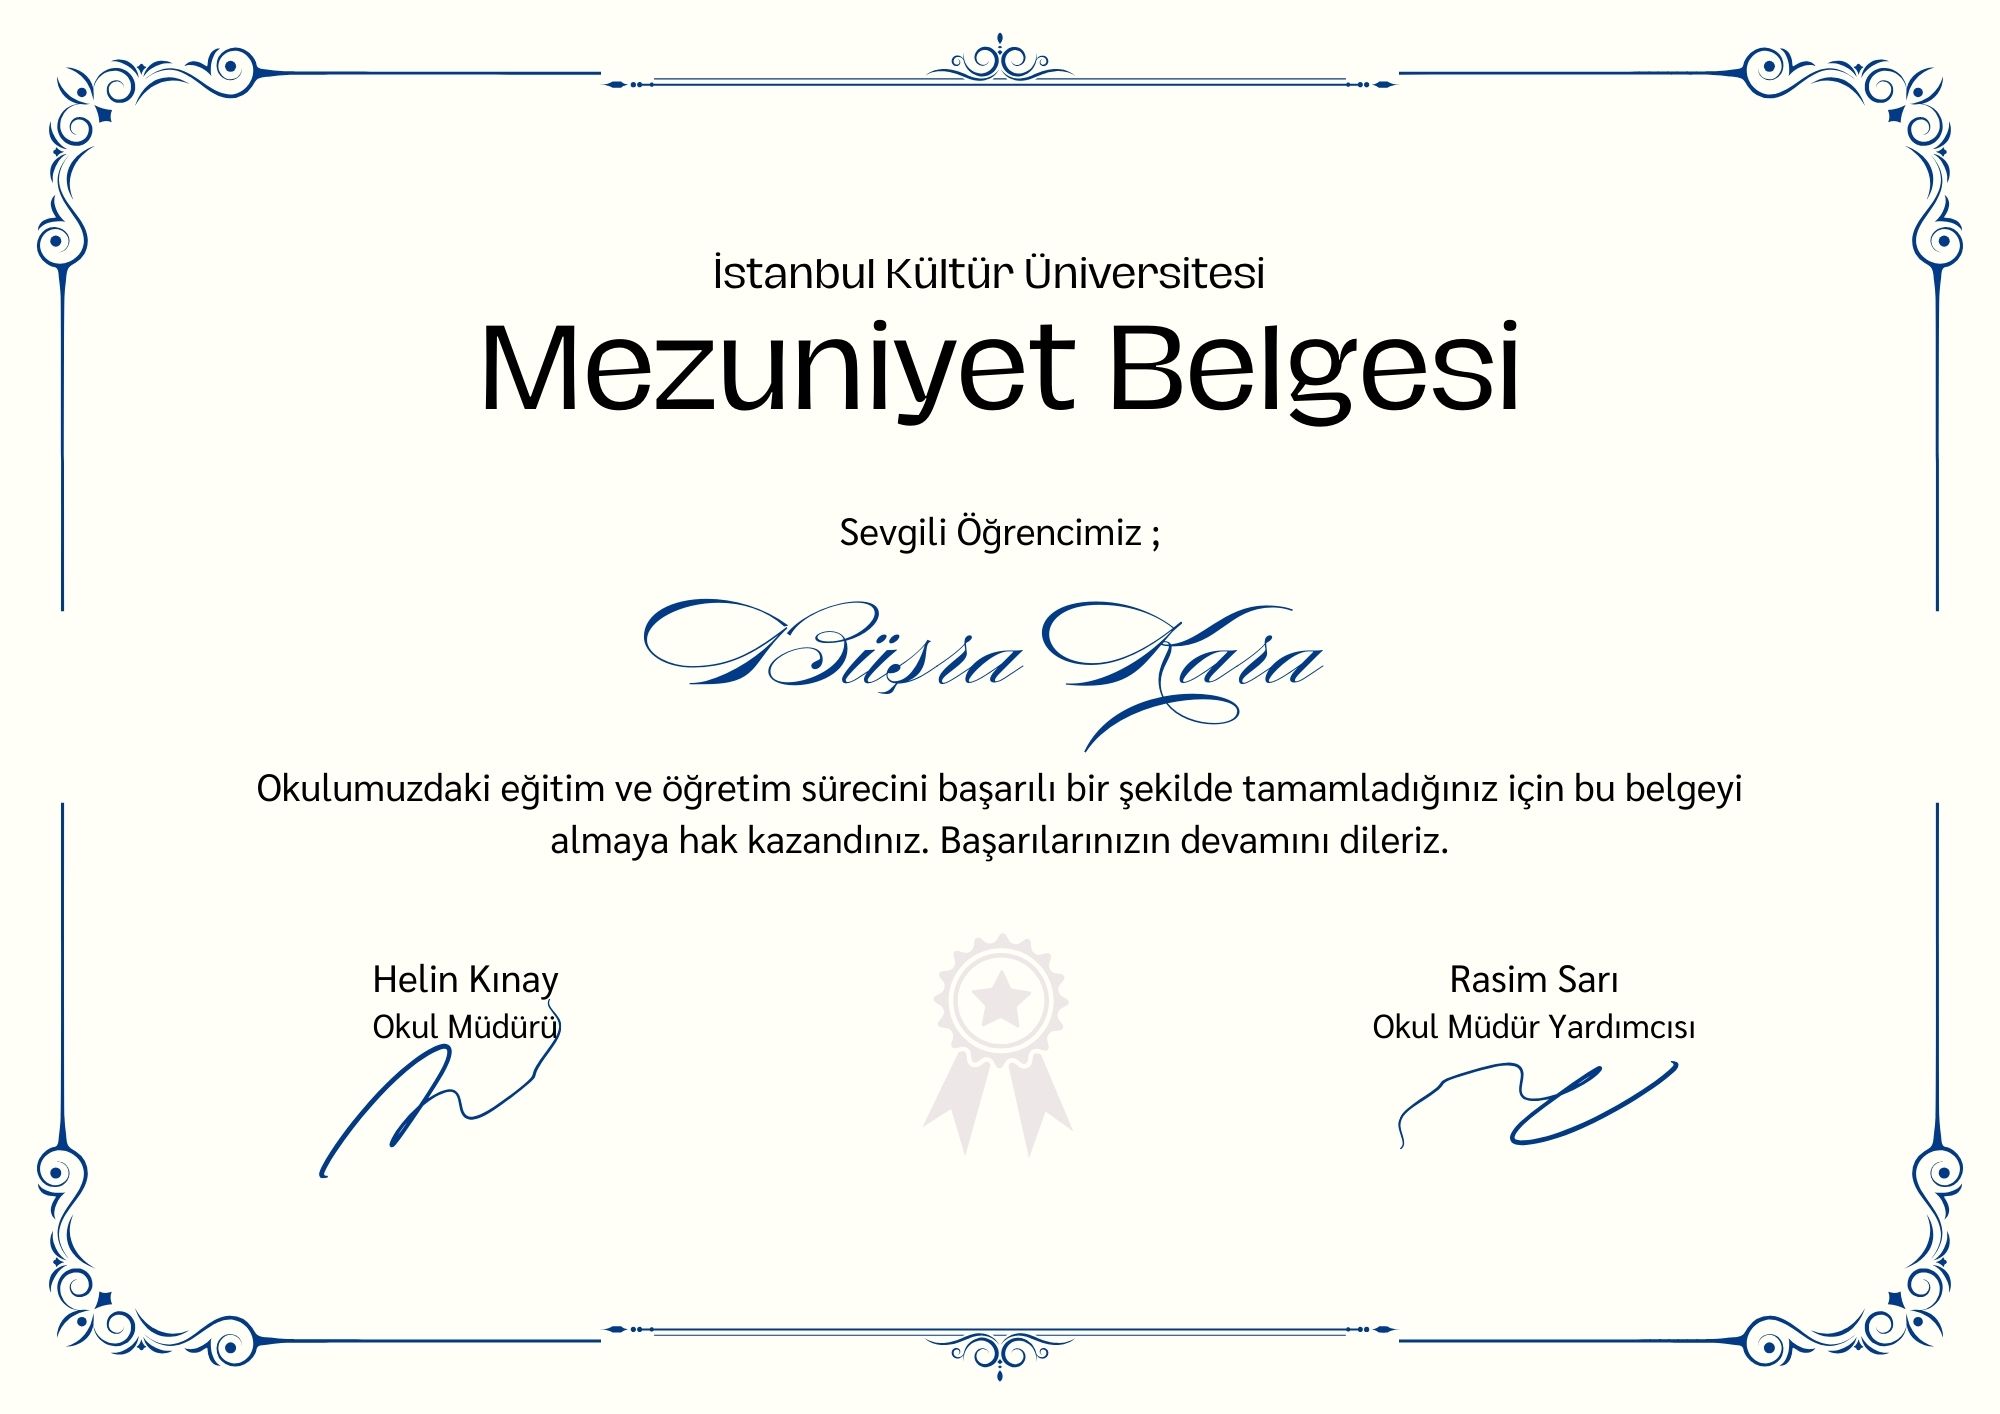 İstanbul Kültür Üniversitesi
Mezuniyet Belgesi
Sevgili Öğrencimiz ;
Büşra Kara
Okulumuzdaki eğitim ve öğretim sürecini başarılı bir şekilde tamamladığınız için bu belgeyi
almaya hak kazandınız. Başarılarınızın devamını dileriz.
Helin Kınay
Okul Müdürü
Rasim Sarı
Okul Müdür Yardımcısı